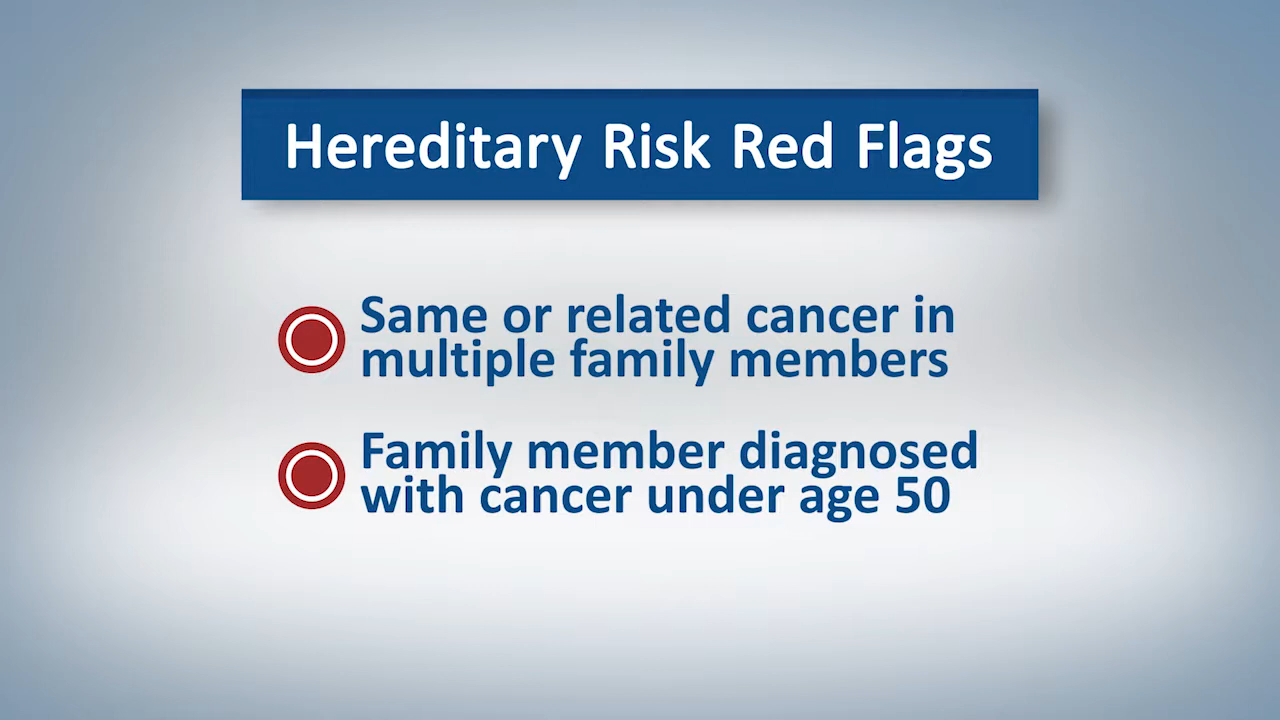 Hereditary Risk Red Flags
Same or related cancer in
multiple family members
Family member diagnosed
with cancer under age 50